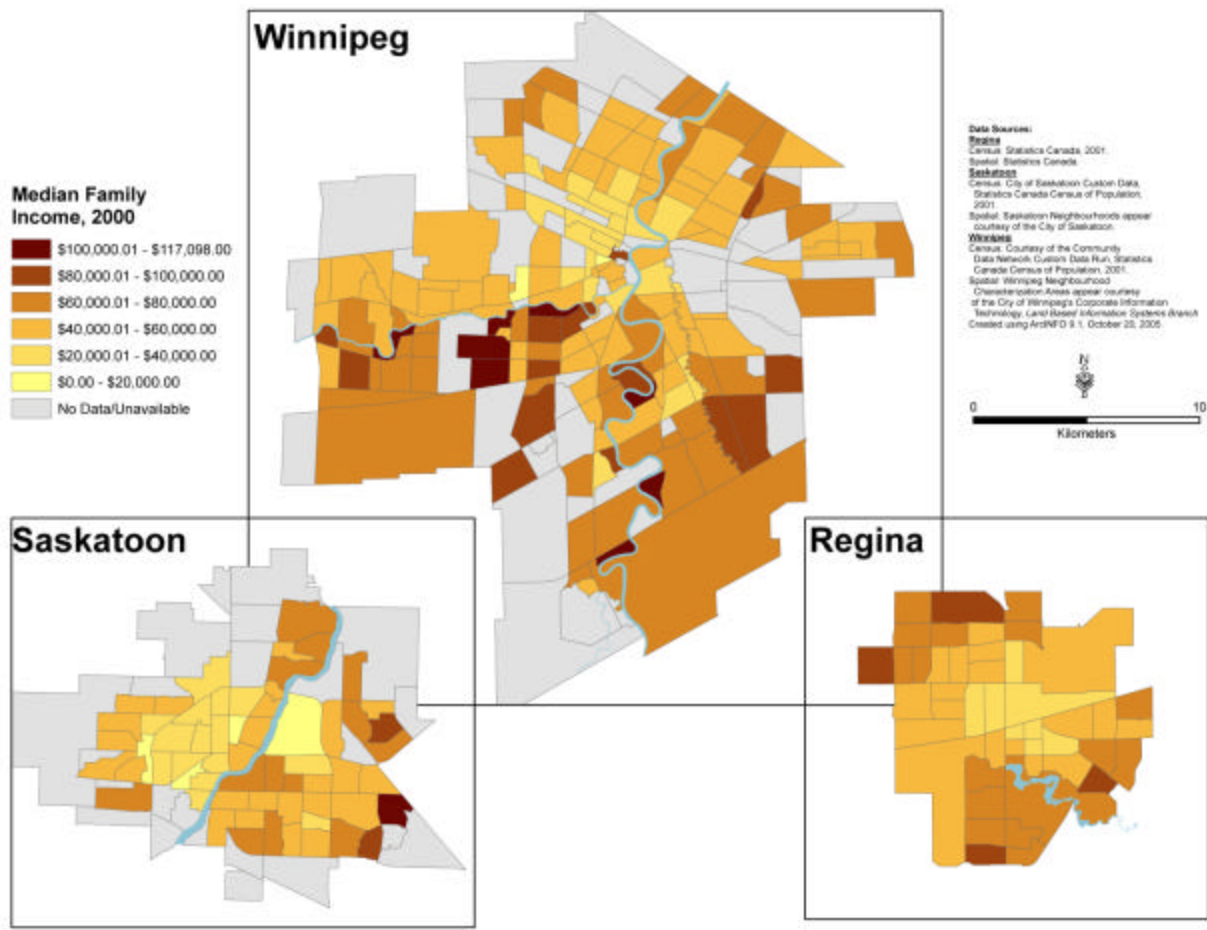 Winnipeg
Median Family
Income, 2000
$100,000.01 - $117,098.00
$80,000.01 - $100,000.00
$60,000.01 - $80,000.00
$40,000.01 - $60,000.00
$20,000.01 - $40,000.00
$0.00 - $20,000.00
No Data/Unavailable
Data Sources:
Regina
Census: Statistics Canada, 2001.
Spatial: Statistics Canada.
Saskatoon
Census: City of Saskatoon Custom Data,
Statistics Canada Census of Population,
2001.
Spatial: Saskatoon Neighbourhoods appear
courtesy of the City of Saskatoon.
Winnipeg
Census: Courtesy of the Community
Data Network Custom Data Run, Statistics
Canada Census of Population, 2001.
Spatial: Winnipeg Neighbourhood
Characterization Areas appear courtesy
of the City of Winnipeg's Corporate Information
Technology, Land Based Information Systems Branch
Created using ArcINFO 9.1, October 20, 2005.
N
0 10
Kilometers
Saskatoon
Regina